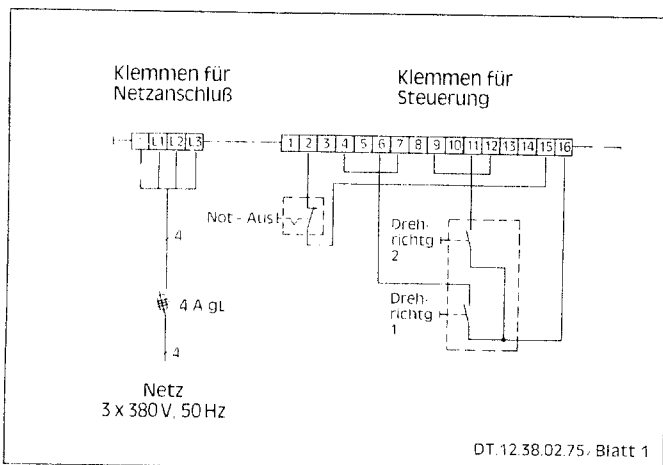 Klemmen für
Netzanschluß
Klemmen für
Steuerung
L1 L2 L3
1 2 3 4 5 6 7 8 9 10 11 12 13 14 15 16
Not-Aus
Dreh-
richtg
2
4
4 A gL
Dreh-
richtg
1
4
Netz
3 x 380 V, 50 Hz
DT.12.38.02.75, Blatt 1